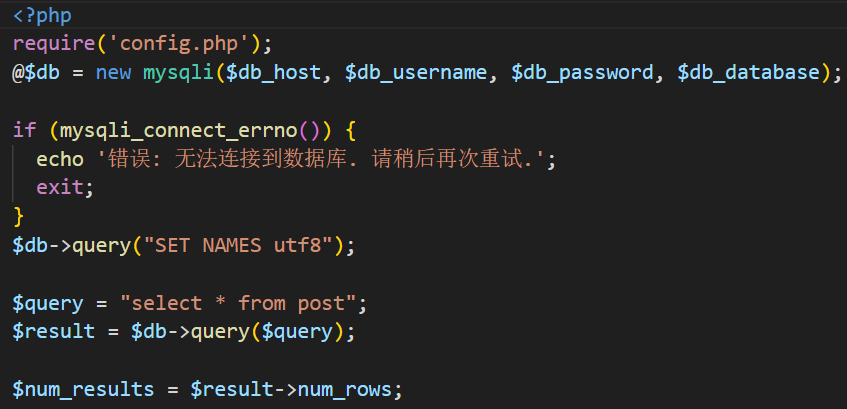 <?php
require('config.php');
@$db = new mysqli($db_host, $db_username, $db_password, $db_database);
if (mysqli_connect_errno()) {
echo '错误: 无法连接到数据库. 请稍后再次重试.';
exit;
}
$db->query("SET NAMES utf8");
$query = "select * from post";
$result = $db->query($query);
$num_results = $result->num_rows;